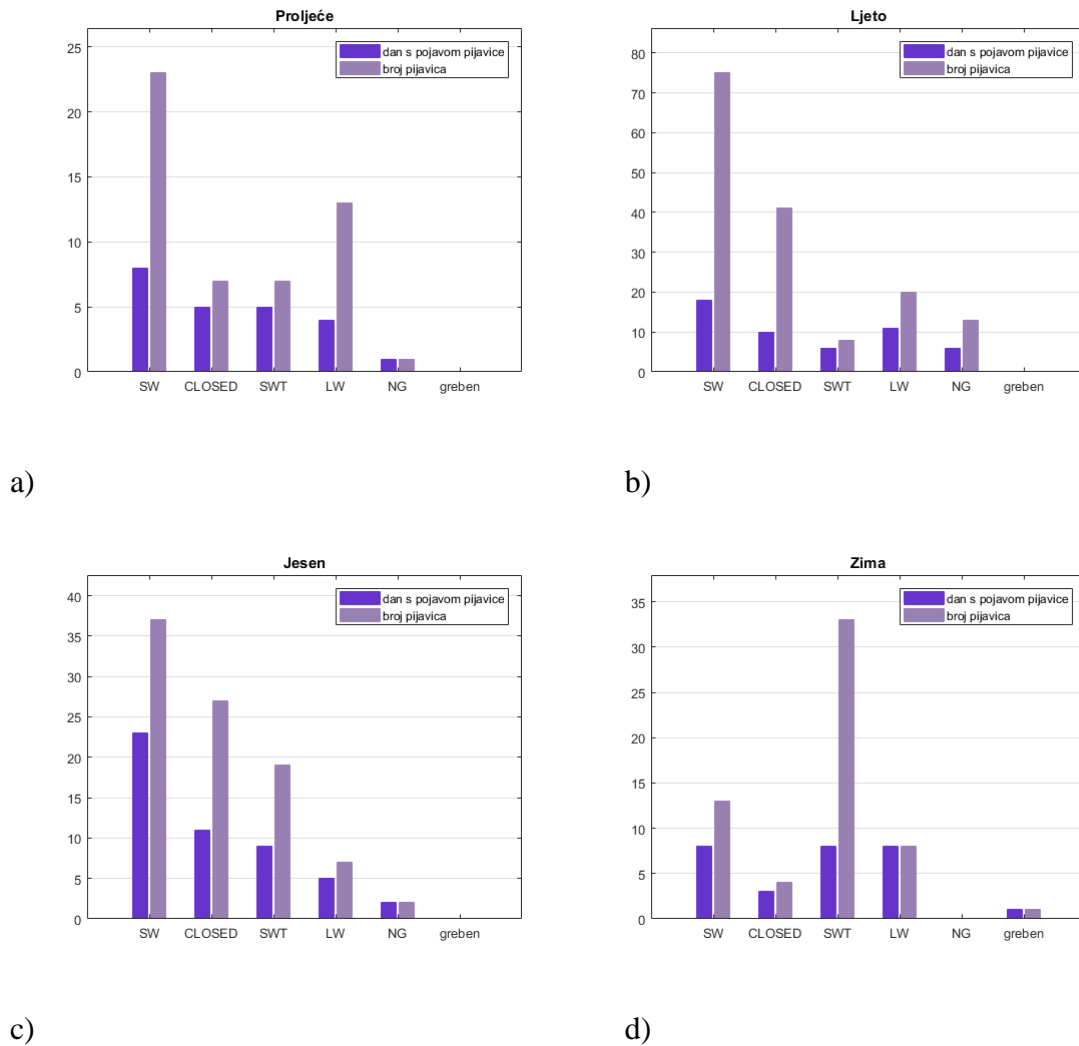 Proljeće
dan s pojavom pijavice
broj pijavica
25
20
15
10
5
0
SW CLOSED SWT LW NG greben
a)
Ljeto
dan s pojavom pijavice
broj pijavica
80
70
60
50
40
30
20
10
0
SW CLOSED SWT LW NG greben
b)
Jesen
dan s pojavom pijavice
broj pijavica
40
35
30
25
20
15
10
5
0
SW CLOSED SWT LW NG greben
c)
Zima
dan s pojavom pijavice
broj pijavica
35
30
25
20
15
10
5
0
SW CLOSED SWT LW NG greben
d)